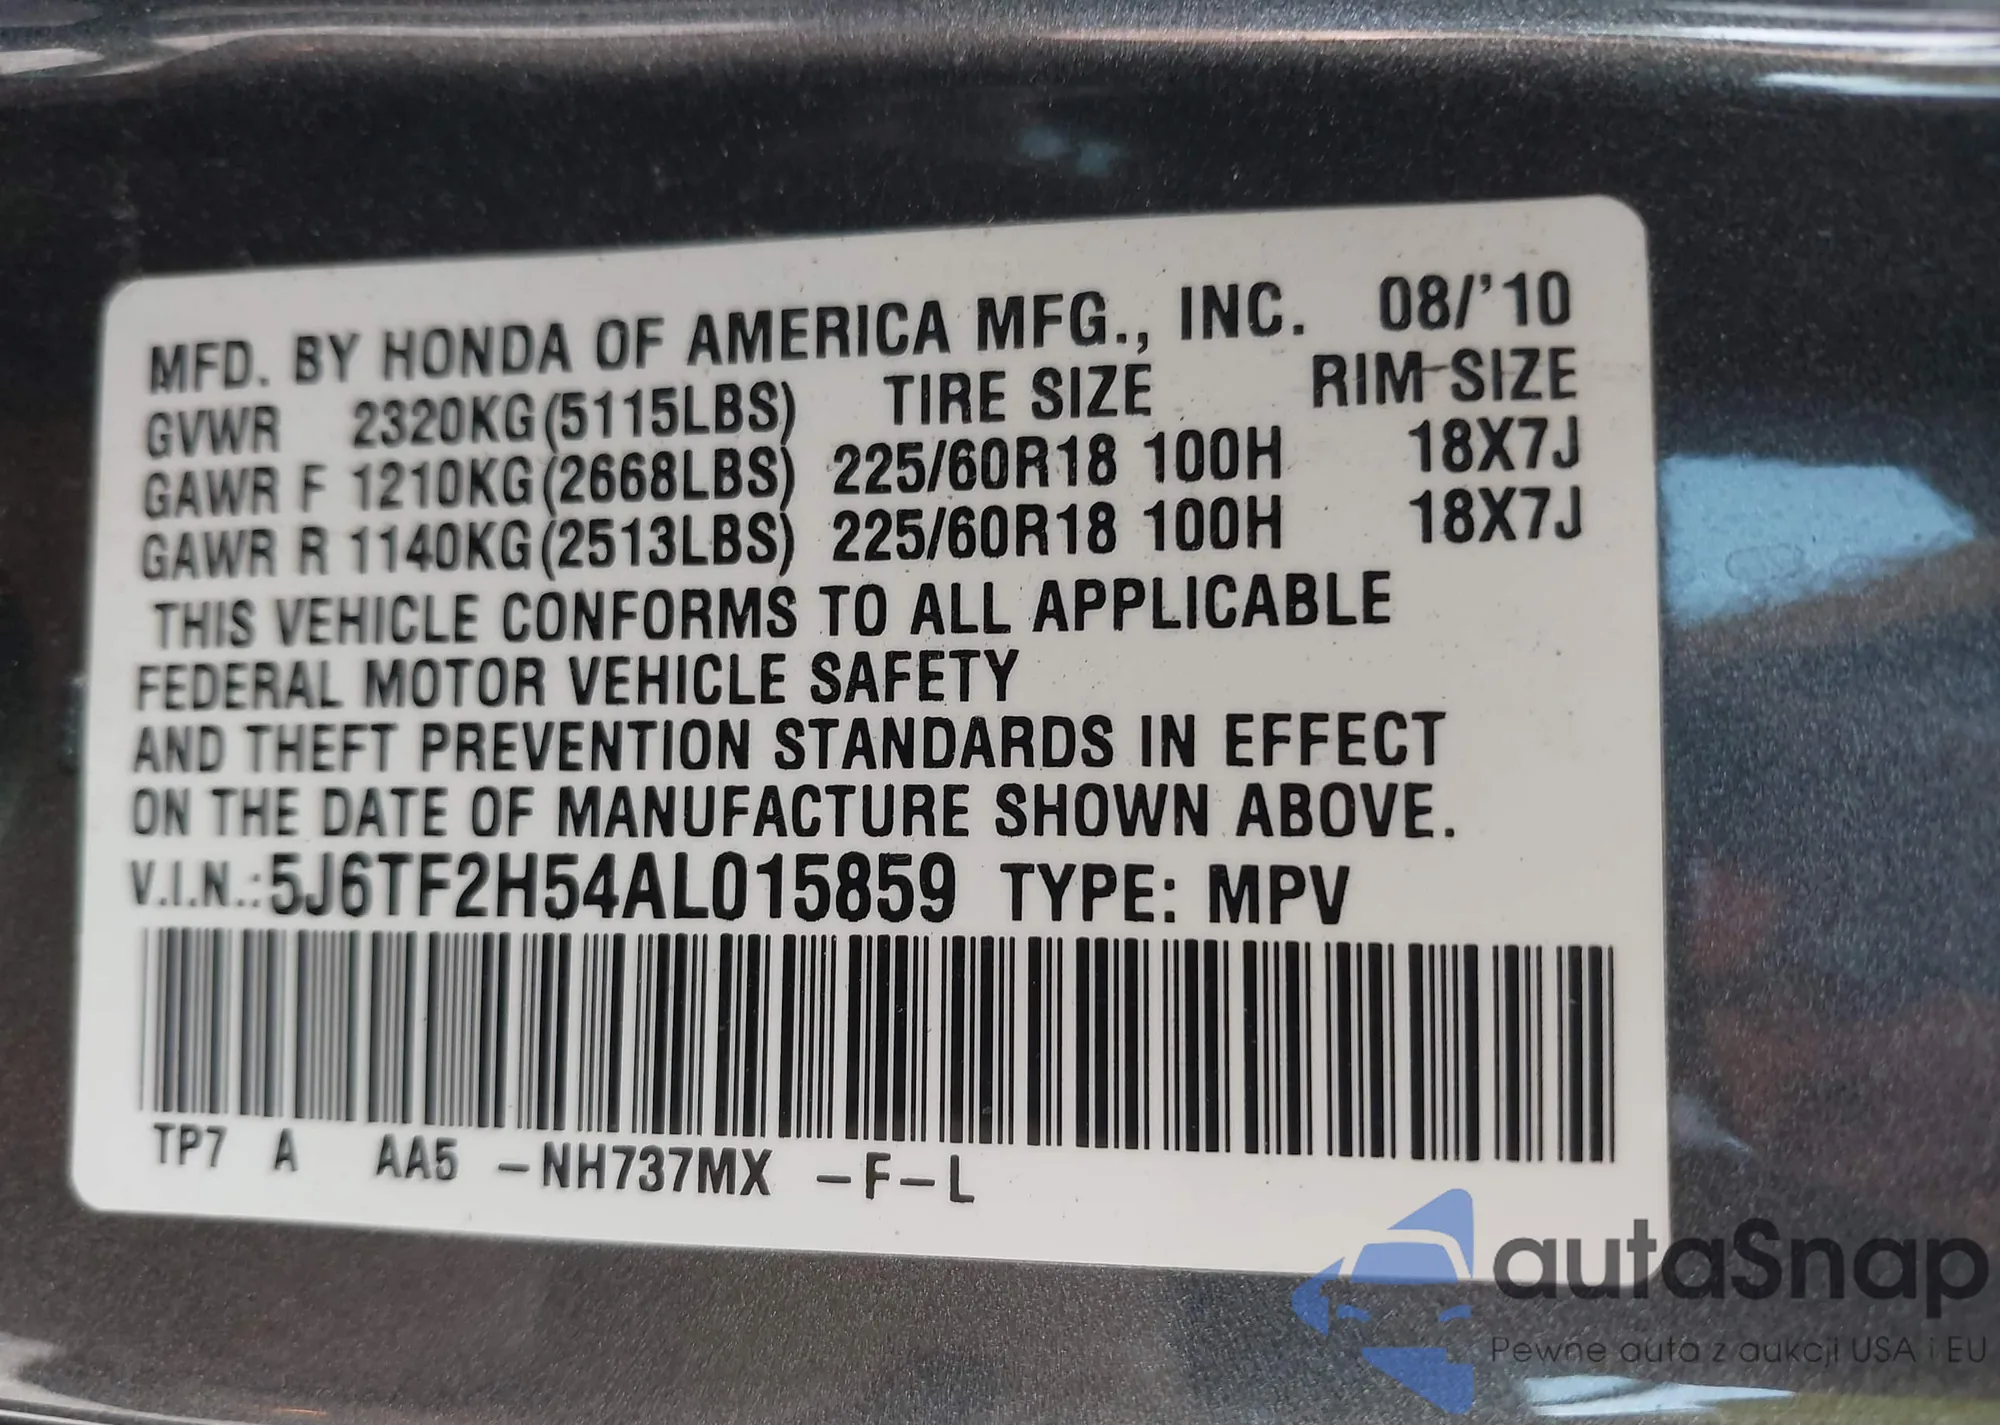 MFD. BY HONDA OF AMERICA MFG., INC. 08/'10
GVWR 2320KG(5115LBS) TIRE SIZE RIM SIZE
GAWR F 1210KG(2668LBS) 225/60R18 100H 18X7J
GAWR R 1140KG(2513LBS) 225/60R18 100H 18X7J
THIS VEHICLE CONFORMS TO ALL APPLICABLE
FEDERAL MOTOR VEHICLE SAFETY
AND THEFT PREVENTION STANDARDS IN EFFECT
ON THE DATE OF MANUFACTURE SHOWN ABOVE.
V.I.N.:5J6TF2H54AL015859 TYPE: MPV
TP7 A AA5 -NH737MX -F-L
autaSnap
Pewne auta z aukcji USA i EU